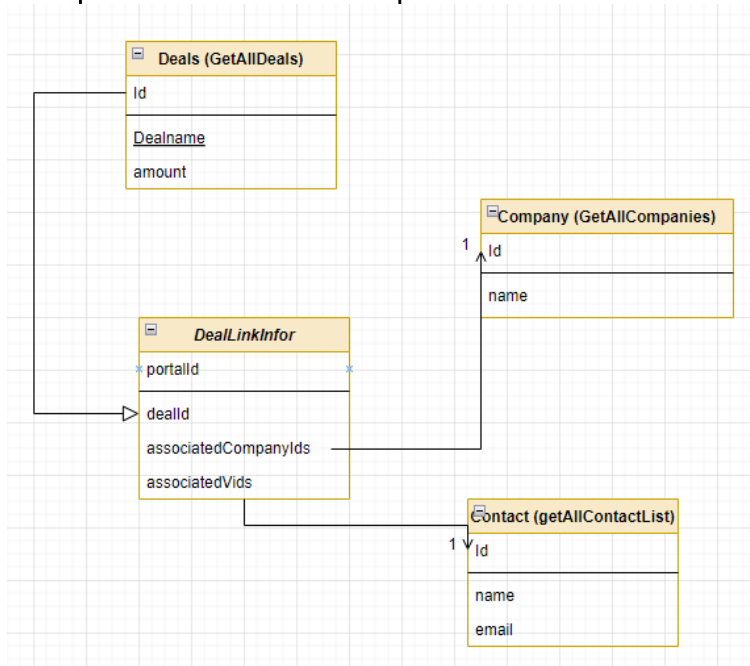 Deals (GetAllDeals)
Id
Dealname
amount
Company (GetAllCompanies)
1
Id
name
DealLinkInfor
portalId
dealId
associatedCompanyIds
associatedVids
Contact (getAllContactList)
1
Id
name
email